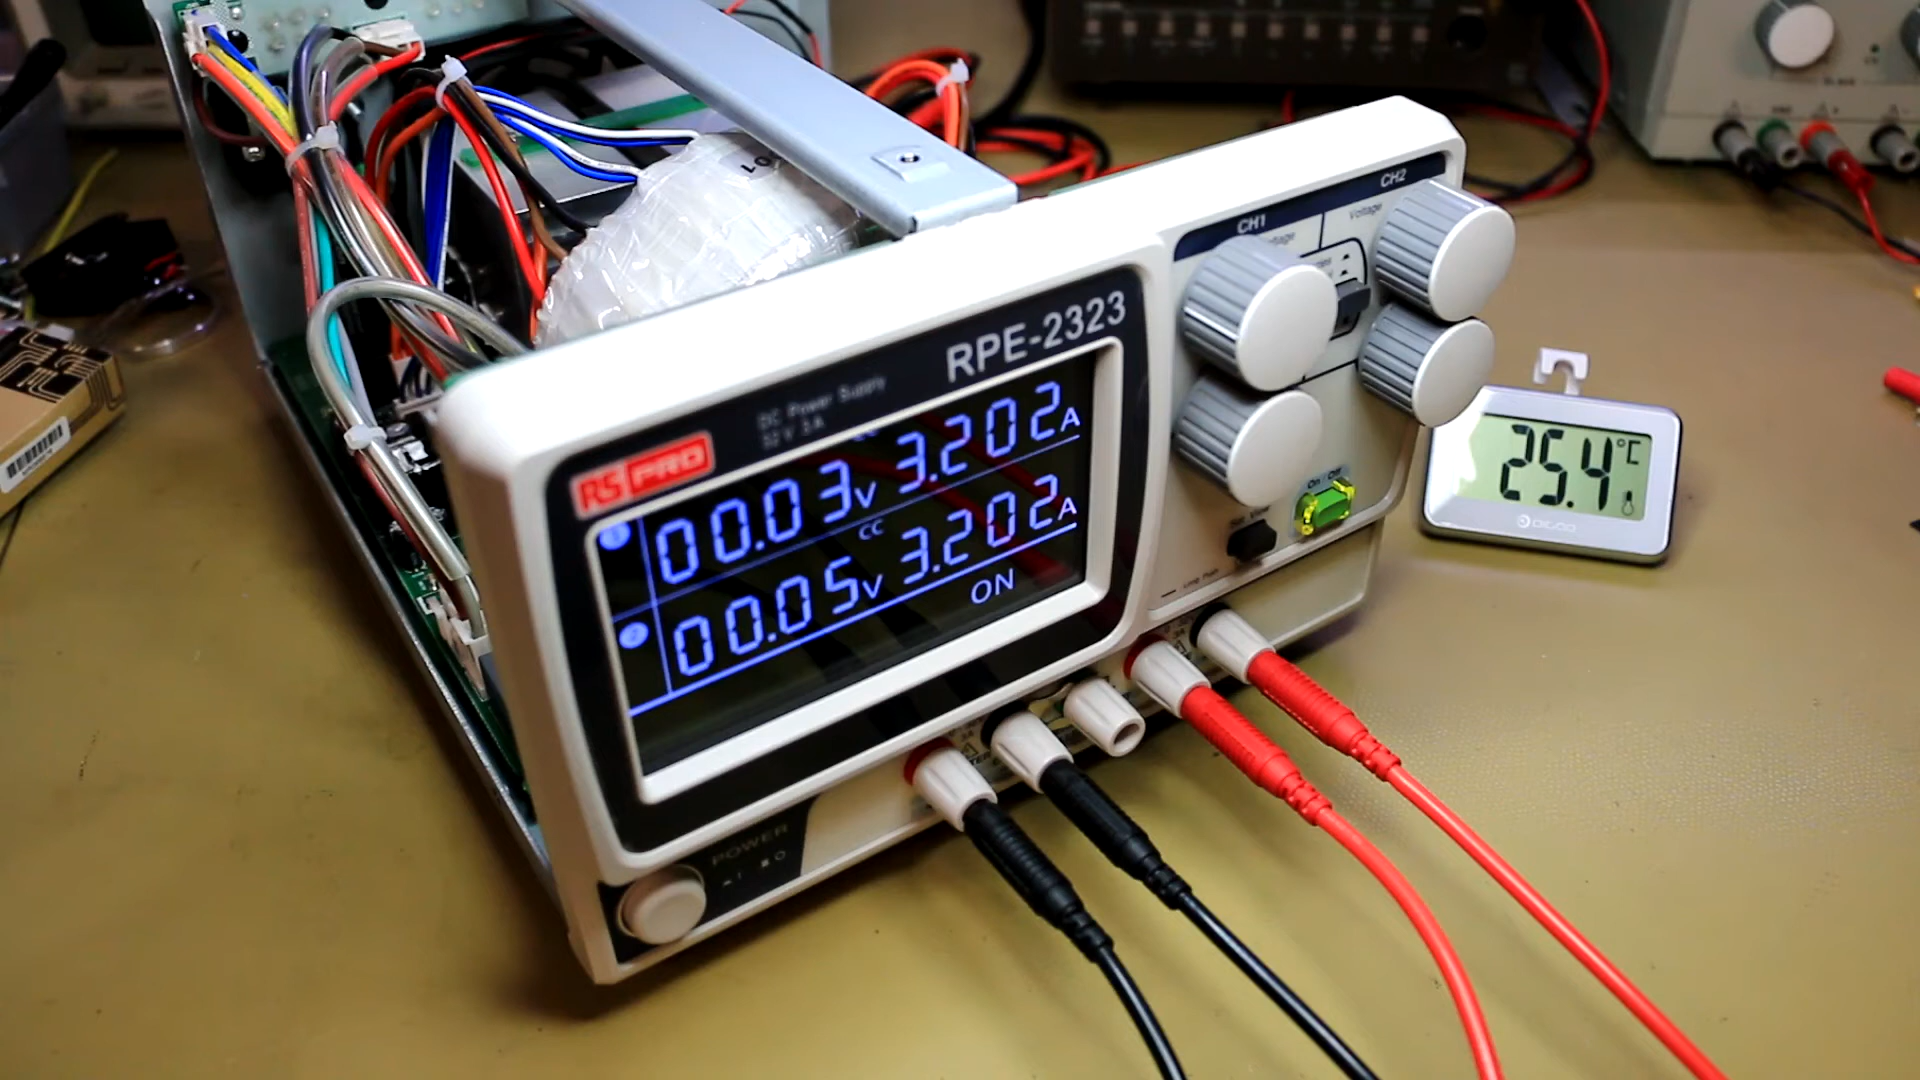 CH1
CH2
Voltage
RPE-2323
DC Power Supply
32V 3A
RS PRO
00.03V 3.202A
CC
00.05V 3.202A
ON
On Off
25.4°C
POWER